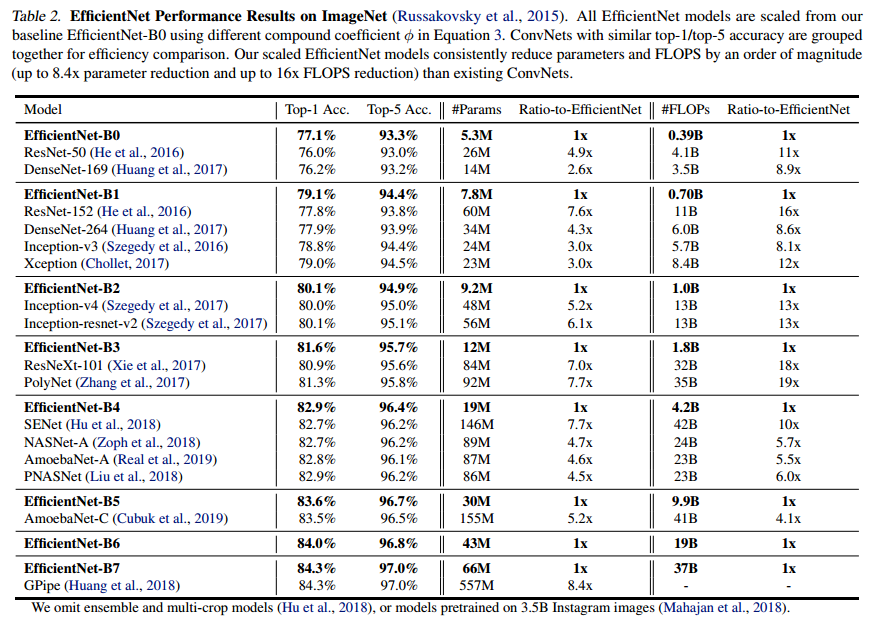 Table 2. EfficientNet Performance Results on ImageNet (Russakovsky et al., 2015). All EfficientNet models are scaled from our
baseline EfficientNet-B0 using different compound coefficient ϕ in Equation 3. ConvNets with similar top-1/top-5 accuracy are grouped
together for efficiency comparison. Our scaled EfficientNet models consistently reduce parameters and FLOPS by an order of magnitude
(up to 8.4x parameter reduction and up to 16x FLOPS reduction) than existing ConvNets.
Model Top-1 Acc. Top-5 Acc. #Params Ratio-to-EfficientNet #FLOPs Ratio-to-EfficientNet
EfficientNet-B0 77.1% 93.3% 5.3M 1x 0.39B 1x
ResNet-50 (He et al., 2016) 76.0% 93.0% 26M 4.9x 4.1B 11x
DenseNet-169 (Huang et al., 2017) 76.2% 93.2% 14M 2.6x 3.5B 8.9x
EfficientNet-B1 79.1% 94.4% 7.8M 1x 0.70B 1x
ResNet-152 (He et al., 2016) 77.8% 93.8% 60M 7.6x 11B 16x
DenseNet-264 (Huang et al., 2017) 77.9% 93.9% 34M 4.3x 6.0B 8.6x
Inception-v3 (Szegedy et al., 2016) 78.8% 94.4% 24M 3.0x 5.7B 8.1x
Xception (Chollet, 2017) 79.0% 94.5% 23M 3.0x 8.4B 12x
EfficientNet-B2 80.1% 94.9% 9.2M 1x 1.0B 1x
Inception-v4 (Szegedy et al., 2017) 80.0% 95.0% 48M 5.2x 13B 13x
Inception-resnet-v2 (Szegedy et al., 2017) 80.1% 95.1% 56M 6.1x 13B 13x
EfficientNet-B3 81.6% 95.7% 12M 1x 1.8B 1x
ResNeXt-101 (Xie et al., 2017) 80.9% 95.6% 84M 7.0x 32B 18x
PolyNet (Zhang et al., 2017) 81.3% 95.8% 92M 7.7x 35B 19x
EfficientNet-B4 82.9% 96.4% 19M 1x 4.2B 1x
SENet (Hu et al., 2018) 82.7% 96.2% 146M 7.7x 42B 10x
NASNet-A (Zoph et al., 2018) 82.7% 96.2% 89M 4.7x 24B 5.7x
AmoebaNet-A (Real et al., 2019) 82.8% 96.1% 87M 4.6x 23B 5.5x
PNASNet (Liu et al., 2018) 82.9% 96.2% 86M 4.5x 23B 6.0x
EfficientNet-B5 83.6% 96.7% 30M 1x 9.9B 1x
AmoebaNet-C (Cubuk et al., 2019) 83.5% 96.5% 155M 5.2x 41B 4.1x
EfficientNet-B6 84.0% 96.8% 43M 1x 19B 1x
EfficientNet-B7 84.3% 97.0% 66M 1x 37B 1x
GPipe (Huang et al., 2018) 84.3% 97.0% 557M 8.4x - -
We omit ensemble and multi-crop models (Hu et al., 2018), or models pretrained on 3.5B Instagram images (Mahajan et al., 2018).